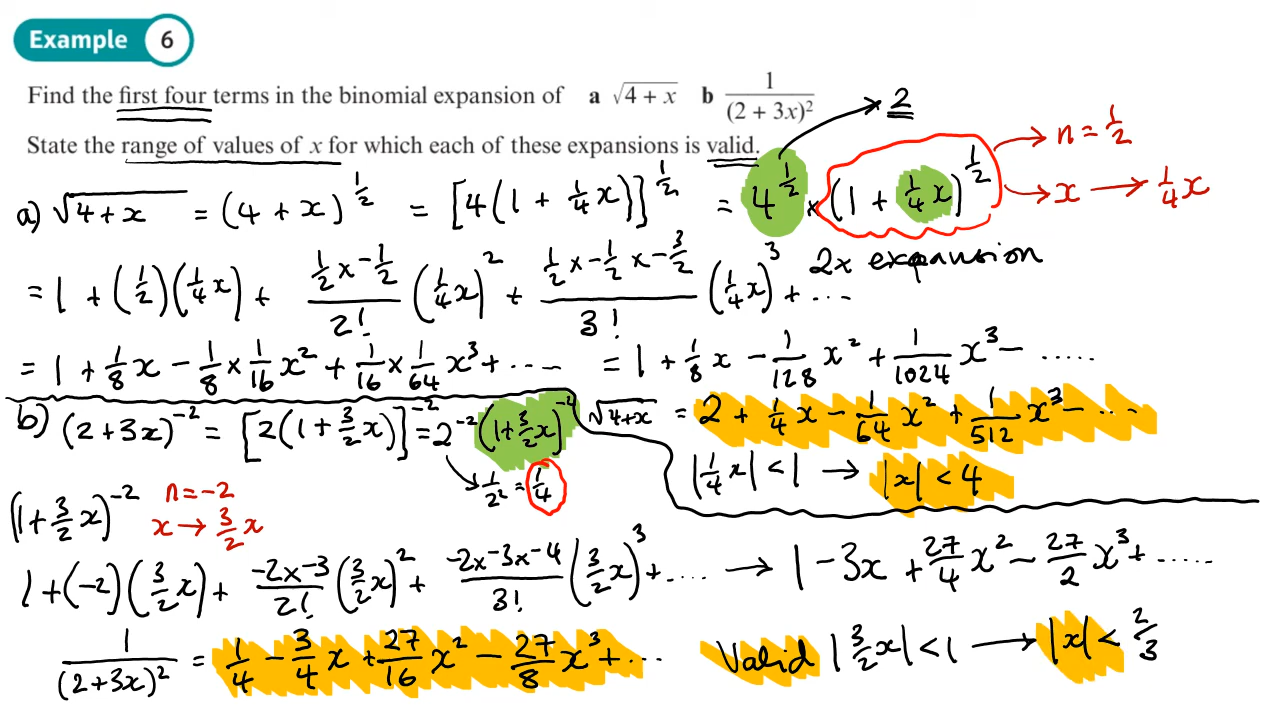 Example 6
Find the first four terms in the binomial expansion of a √(4 + x) b 1/(2 + 3x)²
State the range of values of x for which each of these expansions is valid.
→ 2
a) √(4+x) = (4 + x)^(1/2) = [4(1 + 1/4 x)]^(1/2) = 4^(1/2) × (1 + 1/4 x)^(1/2)
→ n = 1/2
→ x → 1/4 x
2x expansion
= 1 + (1/2)(1/4 x) + (1/2 × -1/2)/2! (1/4 x)² + (1/2 × -1/2 × -3/2)/3! (1/4 x)³ + ...
= 1 + 1/8 x - 1/8 × 1/16 x² + 1/16 × 1/64 x³ + ... = 1 + 1/8 x - 1/128 x² + 1/1024 x³ - .....
√(4+x) = 2 + 1/4 x - 1/64 x² + 1/512 x³ - ...
|1/4 x| < 1 → |x| < 4
b) (2+3x)^-2 = [2(1+3/2 x)]^-2 = 2^-2 (1+3/2 x)^-2
→ 1/2² = 1/4
(1+3/2 x)^-2 n = -2
x → 3/2 x
1+(-2)(3/2 x) + (-2×-3)/2! (3/2 x)² + (-2×-3×-4)/3! (3/2 x)³ + .... → 1 - 3x + 27/4 x² - 27/2 x³ + .....
1/(2+3x)² = 1/4 - 3/4 x + 27/16 x² - 27/8 x³ + ...
Valid |3/2 x| < 1 → |x| < 2/3